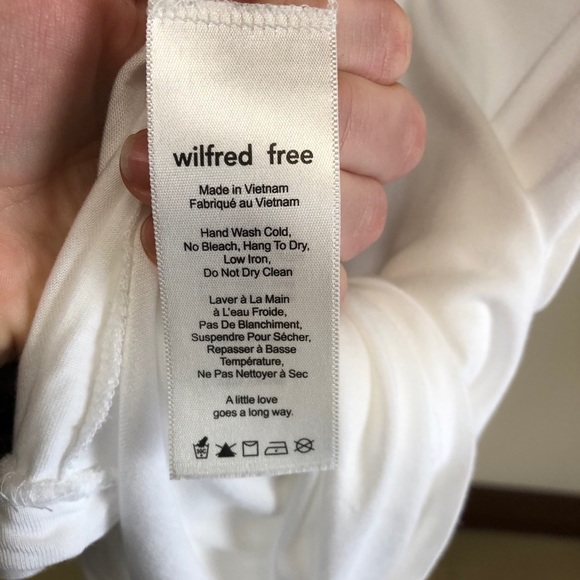 wilfred free
Made in Vietnam
Fabriqué au Vietnam
Hand Wash Cold,
No Bleach, Hang To Dry,
Low Iron,
Do Not Dry Clean
Laver à La Main
à L'eau Froide,
Pas De Blanchiment,
Suspendre Pour Sécher,
Repasser à Basse
Température,
Ne Pas Nettoyer à Sec
A little love
goes a long way.